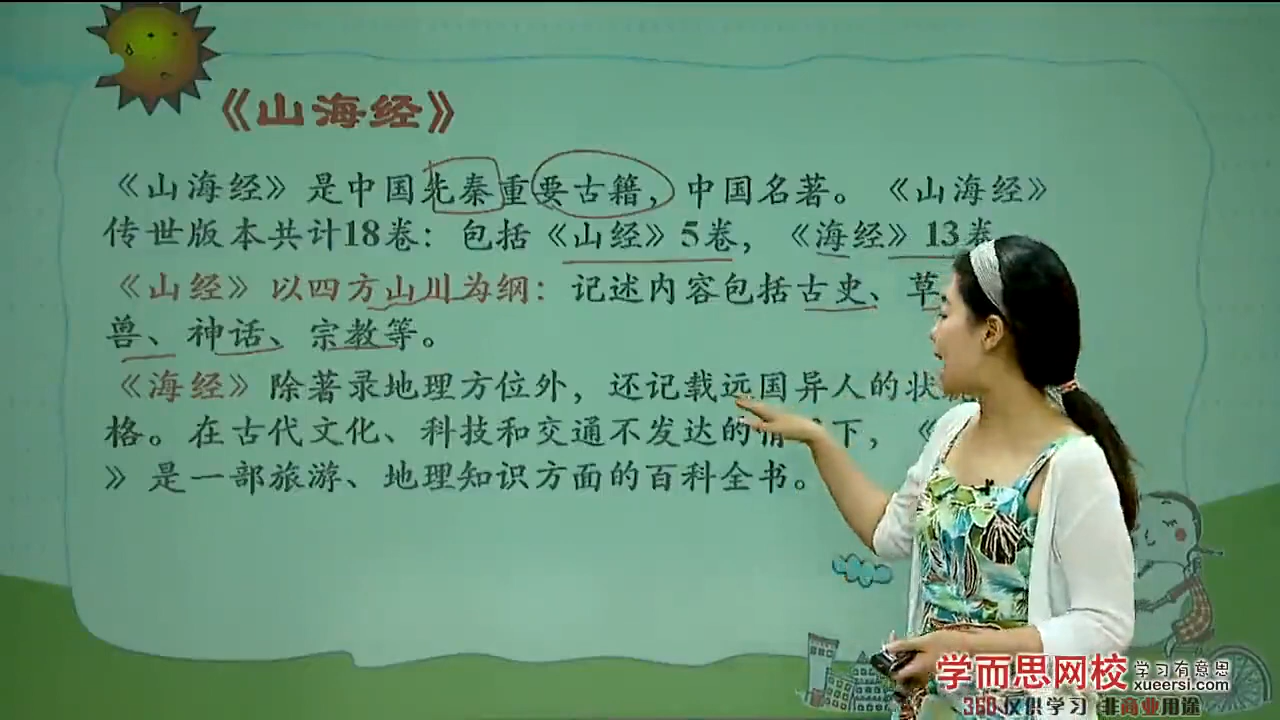 《山海经》
《山海经》是中国先秦重要古籍，中国名著。《山海经》
传世版本共计18卷：包括《山经》5卷，《海经》13卷
《山经》以四方山川为纲：记述内容包括古史、草
兽、神话、宗教等。
《海经》除著录地理方位外，还记载远国异人的状
格。在古代文化、科技和交通不发达的情 下，《
》是一部旅游、地理知识方面的百科全书。
学而思网校 学习有意思
xueersi.com
360 仅供学习 非商业用途